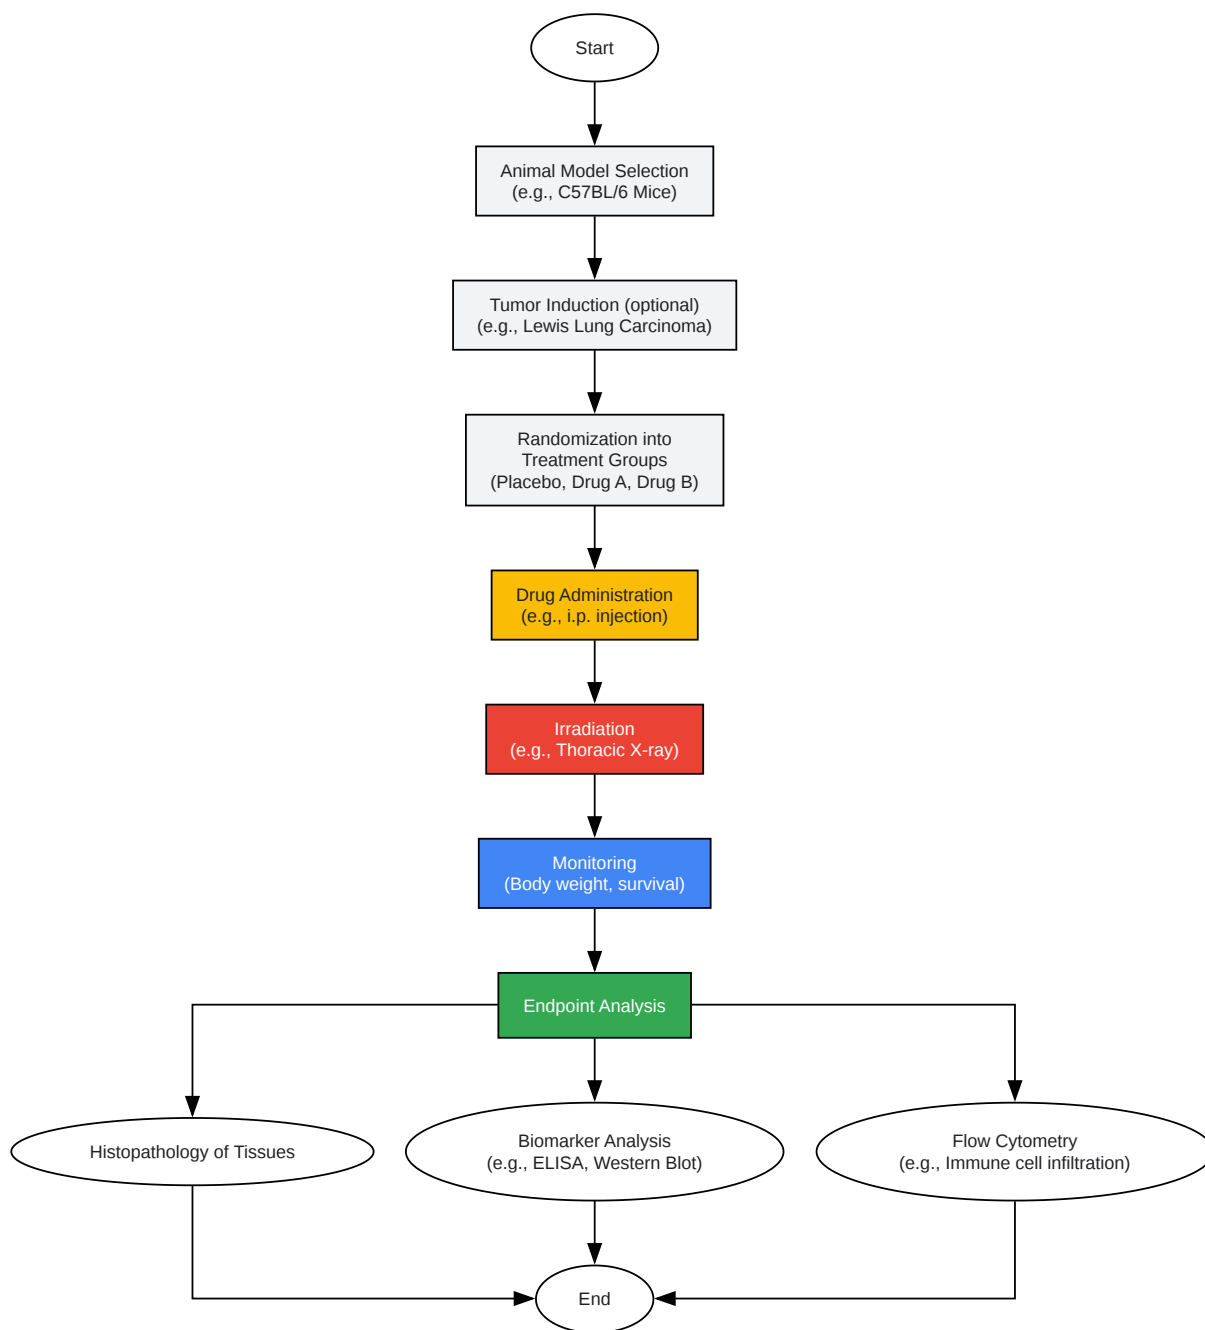 Start
Animal Model Selection
(e.g., C57BL/6 Mice)
Tumor Induction (optional)
(e.g., Lewis Lung Carcinoma)
Randomization into
Treatment Groups
(Placebo, Drug A, Drug B)
Drug Administration
(e.g., i.p. injection)
Irradiation
(e.g., Thoracic X-ray)
Monitoring
(Body weight, survival)
Endpoint Analysis
Histopathology of Tissues
Biomarker Analysis
(e.g., ELISA, Western Blot)
Flow Cytometry
(e.g., Immune cell infiltration)
End